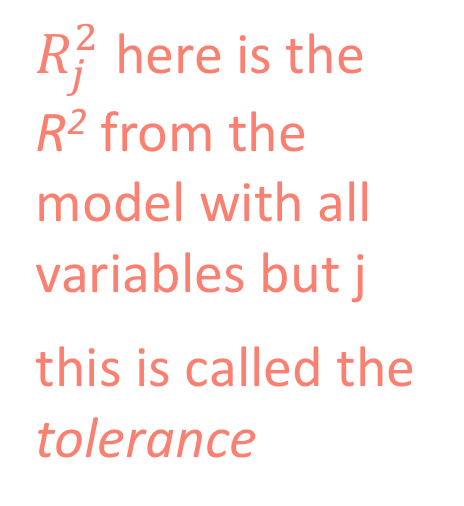 R_j^2 here is the
R^2 from the
model with all
variables but j
this is called the
tolerance